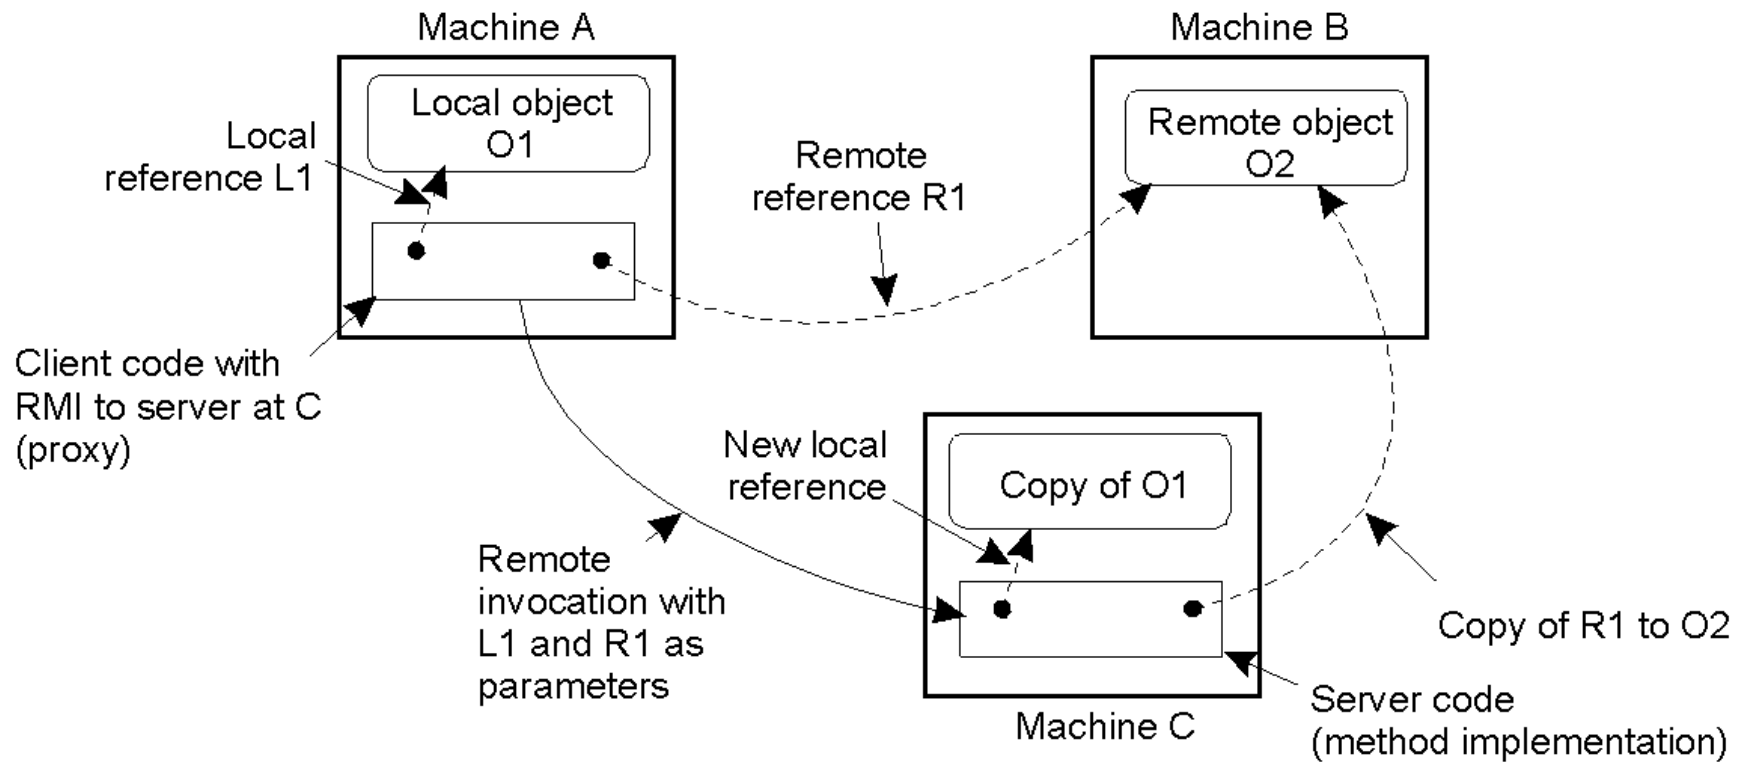 Machine A
Machine B
Local object
O1
Remote object
O2
Local
reference L1
Remote
reference R1
Client code with
RMI to server at C
(proxy)
New local
reference
Copy of O1
Remote
invocation with
L1 and R1 as
parameters
Copy of R1 to O2
Server code
(method implementation)
Machine C